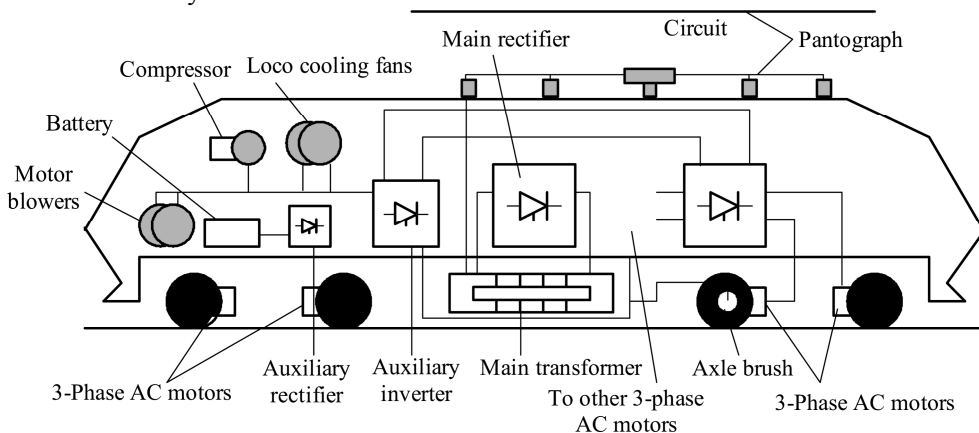 Circuit
Pantograph
Main rectifier
Loco cooling fans
Compressor
Battery
Motor
blowers
3-Phase AC motors
Auxiliary
rectifier
Auxiliary
inverter
Main transformer
To other 3-phase
AC motors
Axle brush
3-Phase AC motors